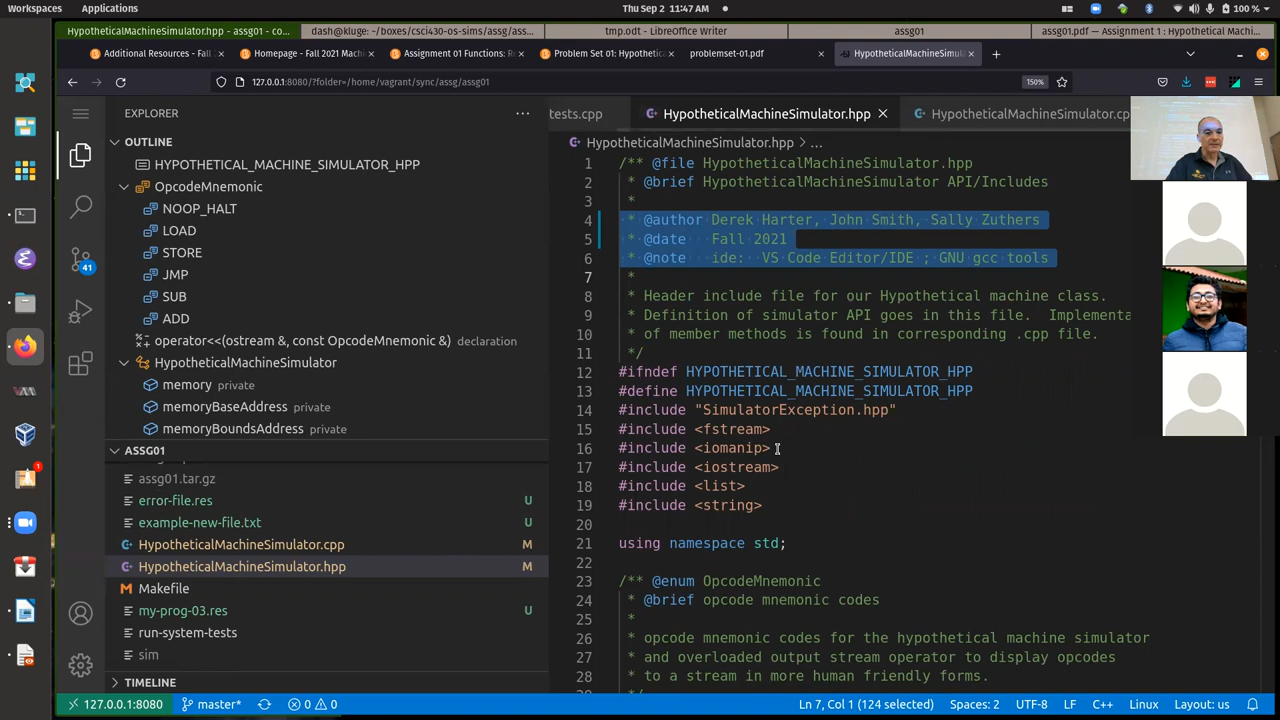 Workspaces Applications Thu Sep 2 11:47 AM 100 %
HypotheticalMachineSimulator.hpp - assg01 - co... dash@kluge: ~/boxes/csci430-os-sims/assg/ass... tmp.odt - LibreOffice Writer assg01 assg01.pdf — Assignment 1 : Hypothetical Mac...
Additional Resources - Fall Homepage - Fall 2021 Machi Assignment 01 Functions: Re Problem Set 01: Hypothetic problemset-01.pdf HypotheticalMachineSimulat
127.0.0.1:8080/?folder=/home/vagrant/sync/assg/assg01 150%
EXPLORER
OUTLINE
HYPOTHETICAL_MACHINE_SIMULATOR_HPP
OpcodeMnemonic
NOOP_HALT
LOAD
STORE
JMP
SUB
ADD
operator<<(ostream &, const OpcodeMnemonic &) declaration
HypotheticalMachineSimulator
memory private
memoryBaseAddress private
memoryBoundsAddress private
ASSG01
assg01.tar.gz
error-file.res U
example-new-file.txt U
HypotheticalMachineSimulator.cpp M
HypotheticalMachineSimulator.hpp M
Makefile
my-prog-03.res U
run-system-tests
sim
TIMELINE
41
1
tests.cpp HypotheticalMachineSimulator.hpp HypotheticalMachineSimulator.cp
HypotheticalMachineSimulator.hpp > ...
1 /** @file HypotheticalMachineSimulator.hpp
2 * @brief HypotheticalMachineSimulator API/Includes
3 *
4 * @author Derek Harter, John Smith, Sally Zuthers
5 * @date Fall 2021
6 * @note ide: VS Code Editor/IDE ; GNU gcc tools
7 *
8 * Header include file for our Hypothetical machine class.
9 * Definition of simulator API goes in this file. Implementa
10 * of member methods is found in corresponding .cpp file.
11 */
12 #ifndef HYPOTHETICAL_MACHINE_SIMULATOR_HPP
13 #define HYPOTHETICAL_MACHINE_SIMULATOR_HPP
14 #include "SimulatorException.hpp"
15 #include <fstream>
16 #include <iomanip>
17 #include <iostream>
18 #include <list>
19 #include <string>
20
21 using namespace std;
22
23 /** @enum OpcodeMnemonic
24 * @brief opcode mnemonic codes
25 *
26 * opcode mnemonic codes for the hypothetical machine simulator
27 * and overloaded output stream operator to display opcodes
28 * to a stream in more human friendly forms.
29 */
127.0.0.1:8080 master* 0 0 Ln 7, Col 1 (124 selected) Spaces: 2 UTF-8 LF C++ Linux Layout: us